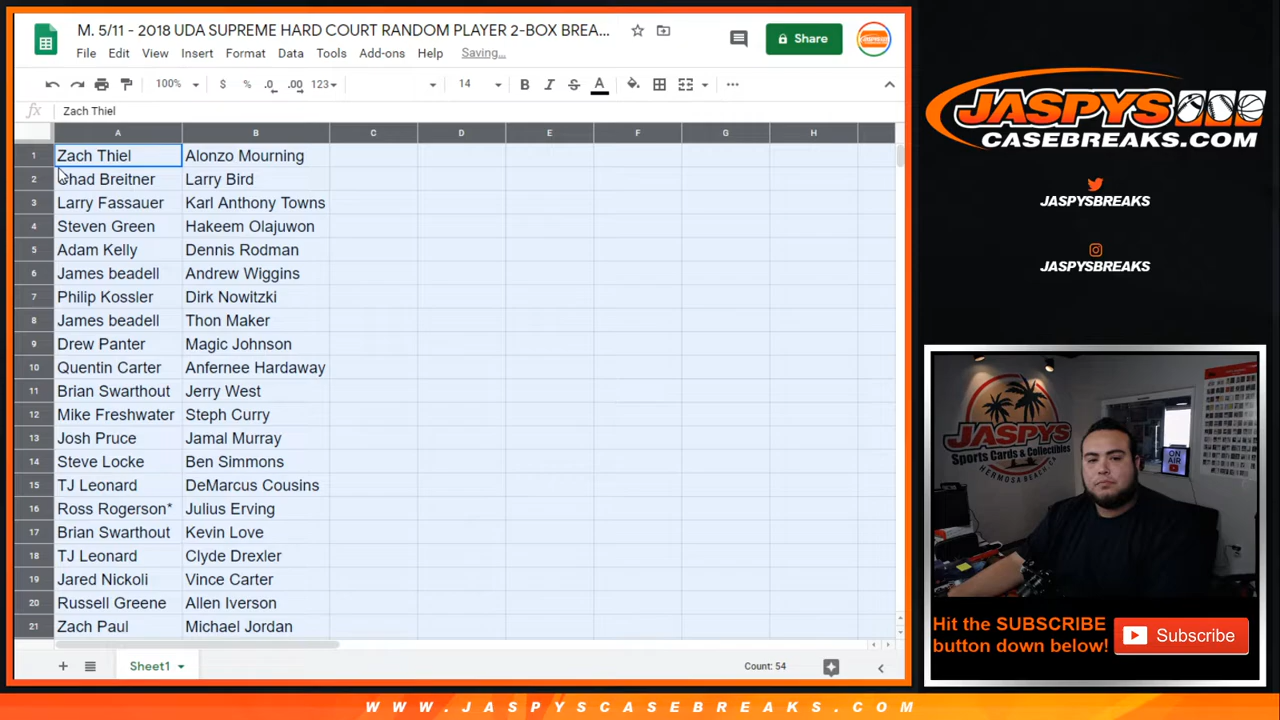 M. 5/11 - 2018 UDA SUPREME HARD COURT RANDOM PLAYER 2-BOX BREA...
File Edit View Insert Format Data Tools Add-ons Help Saving...
Share
100% $ % .0 .00 123 14 B I S A
fx Zach Thiel
A B C D E F G H
1 Zach Thiel Alonzo Mourning
2 Chad Breitner Larry Bird
3 Larry Fassauer Karl Anthony Towns
4 Steven Green Hakeem Olajuwon
5 Adam Kelly Dennis Rodman
6 James beadell Andrew Wiggins
7 Philip Kossler Dirk Nowitzki
8 James beadell Thon Maker
9 Drew Panter Magic Johnson
10 Quentin Carter Anfernee Hardaway
11 Brian Swarthout Jerry West
12 Mike Freshwater Steph Curry
13 Josh Pruce Jamal Murray
14 Steve Locke Ben Simmons
15 TJ Leonard DeMarcus Cousins
16 Ross Rogerson* Julius Erving
17 Brian Swarthout Kevin Love
18 TJ Leonard Clyde Drexler
19 Jared Nickoli Vince Carter
20 Russell Greene Allen Iverson
21 Zach Paul Michael Jordan
Sheet1
Count: 54
JASPYS
CASEBREAKS.COM
JASPYSBREAKS
JASPYSBREAKS
JASPYS
Sports Cards & Collectibles
HERMOSA BEACH, CA
ON AIR
Hit the SUBSCRIBE
button down below!
Subscribe
WWW.JASPYSCASEBREAKS.COM